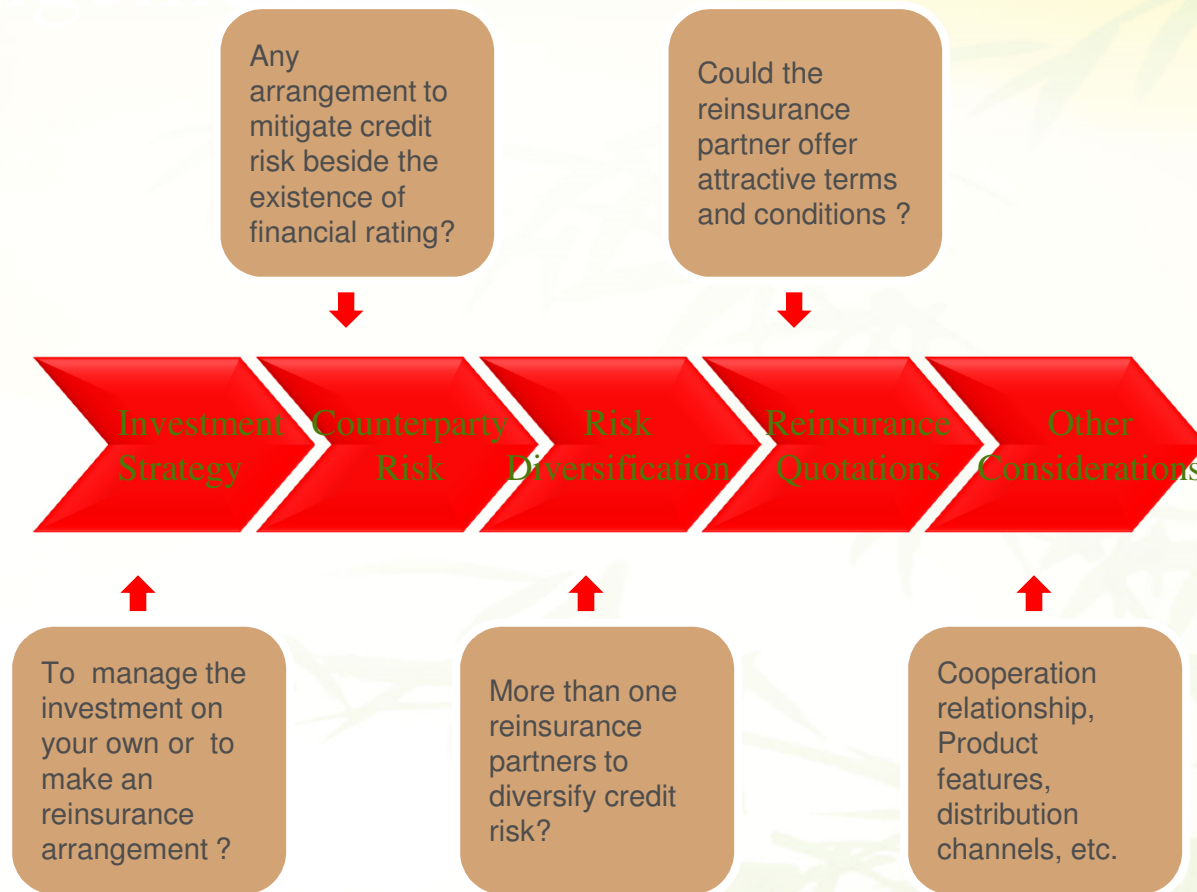 Any
arrangement to
mitigate credit
risk beside the
existence of
financial rating?
Could the
reinsurance
partner offer
attractive terms
and conditions ?
Investment
Strategy
Counterparty
Risk
Risk
Diversification
Reinsurance
Quotations
Other
Considerations
To  manage the
investment on
your own or  to
make an
reinsurance
arrangement ?
More than one
reinsurance
partners to
diversify credit
risk?
Cooperation
relationship,
Product
features,
distribution
channels, etc.